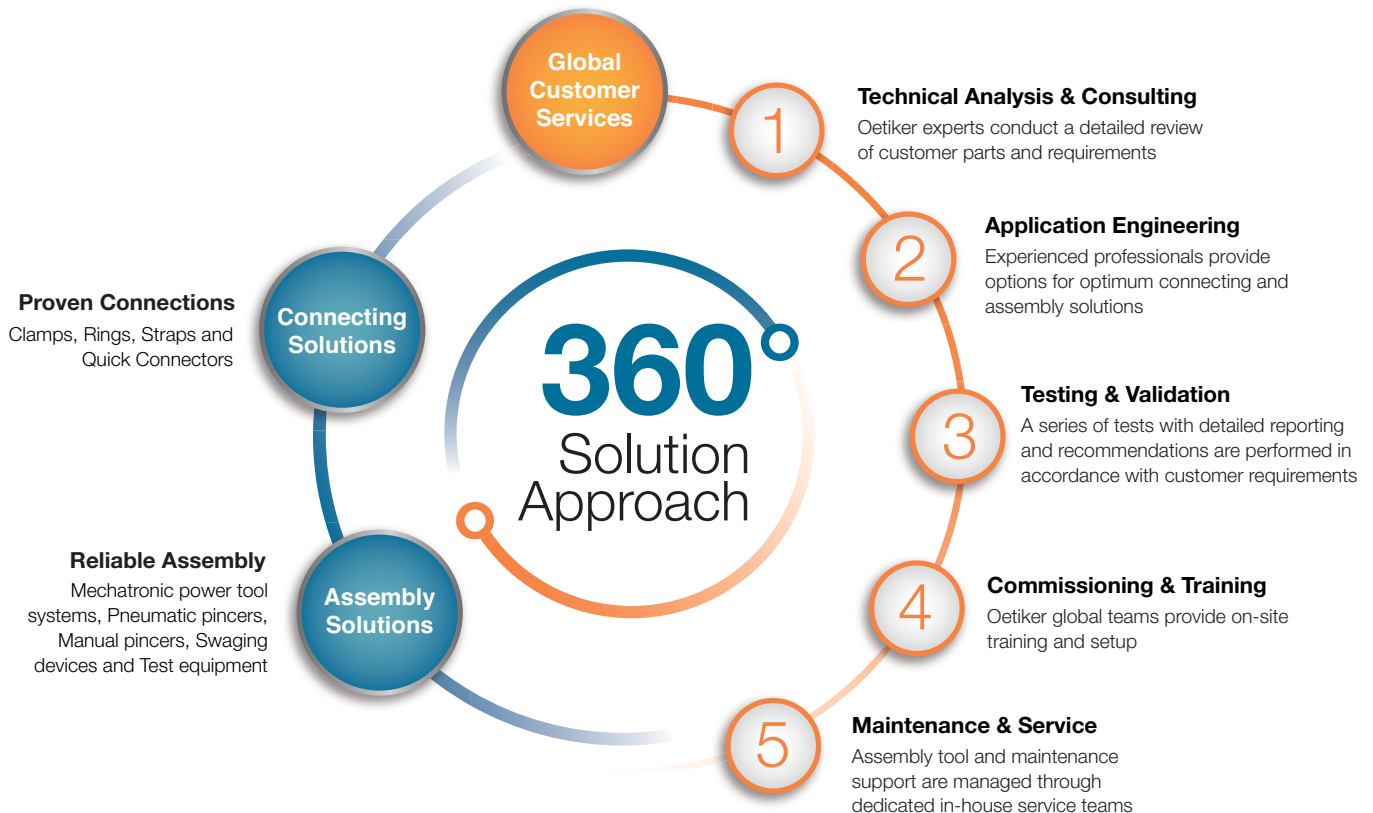 Global
Customer
Services
1
Technical Analysis & Consulting
Oetiker experts conduct a detailed review
of customer parts and requirements
2
Application Engineering
Experienced professionals provide
options for optimum connecting and
assembly solutions
3
Testing & Validation
A series of tests with detailed reporting
and recommendations are performed in
accordance with customer requirements
4
Commissioning & Training
Oetiker global teams provide on-site
training and setup
5
Maintenance & Service
Assembly tool and maintenance
support are managed through
dedicated in-house service teams
Connecting
Solutions
Proven Connections
Clamps, Rings, Straps and
Quick Connectors
Assembly
Solutions
Reliable Assembly
Mechatronic power tool
systems, Pneumatic pincers,
Manual pincers, Swaging
devices and Test equipment
360°
Solution
Approach